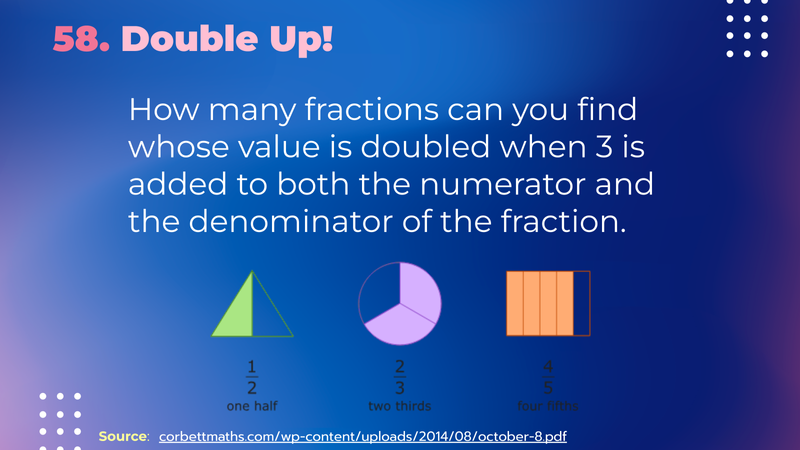 58. Double Up!
How many fractions can you find
whose value is doubled when 3 is
added to both the numerator and
the denominator of the fraction.
1
2
one half
2
3
two thirds
4
5
four fifths
Source: corbettmaths.com/wp-content/uploads/2014/08/october-8.pdf